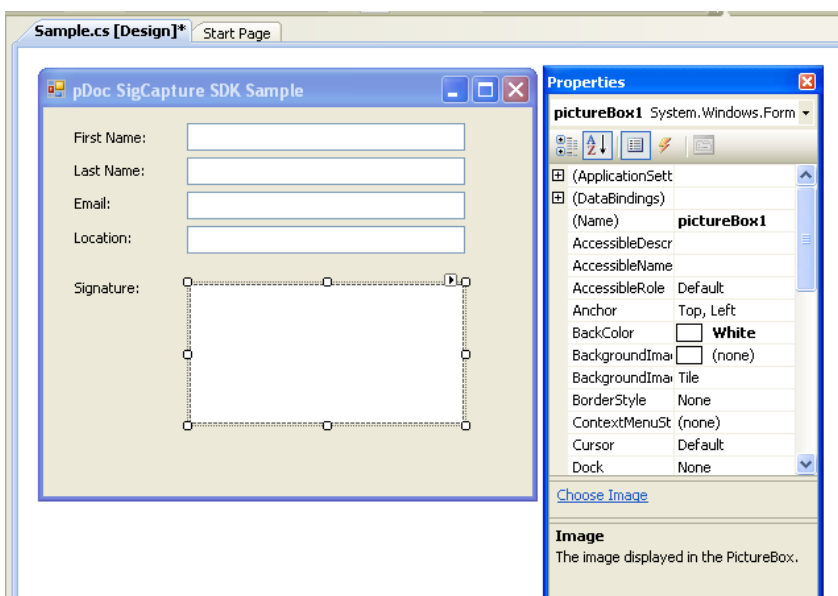 Sample.cs [Design]* Start Page
pDoc SigCapture SDK Sample
First Name:
Last Name:
Email:
Location:
Signature:
Properties
pictureBox1 System.Windows.Form
(ApplicationSett
(DataBindings)
(Name) pictureBox1
AccessibleDescr
AccessibleName
AccessibleRole Default
Anchor Top, Left
BackColor White
BackgroundImag (none)
BackgroundImag Tile
BorderStyle None
ContextMenuSt (none)
Cursor Default
Dock None
Choose Image
Image
The image displayed in the PictureBox.